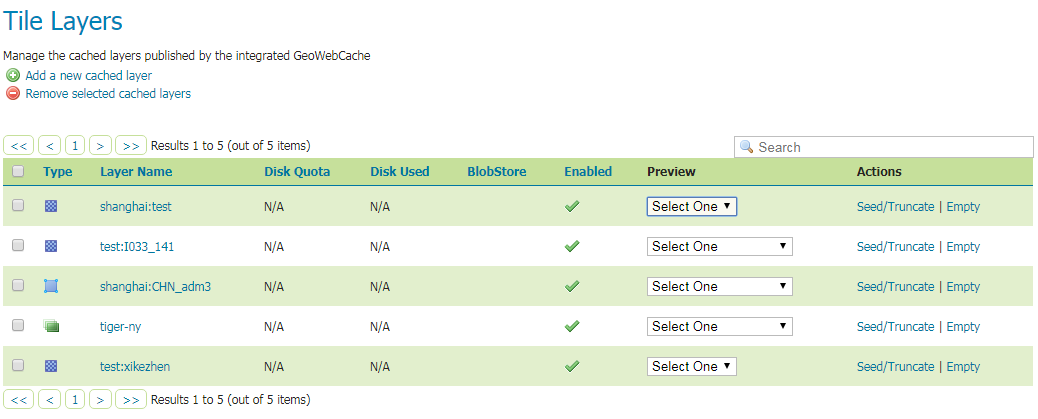 Tile Layers
Manage the cached layers published by the integrated GeoWebCache
Add a new cached layer
Remove selected cached layers
<< < 1 > >> Results 1 to 5 (out of 5 items) Search
Type Layer Name Disk Quota Disk Used BlobStore Enabled Preview Actions
shanghai:test N/A N/A Select One Seed/Truncate | Empty
test:I033_141 N/A N/A Select One Seed/Truncate | Empty
shanghai:CHN_adm3 N/A N/A Select One Seed/Truncate | Empty
tiger-ny N/A N/A Select One Seed/Truncate | Empty
test:xikezhen N/A N/A Select One Seed/Truncate | Empty
<< < 1 > >> Results 1 to 5 (out of 5 items)